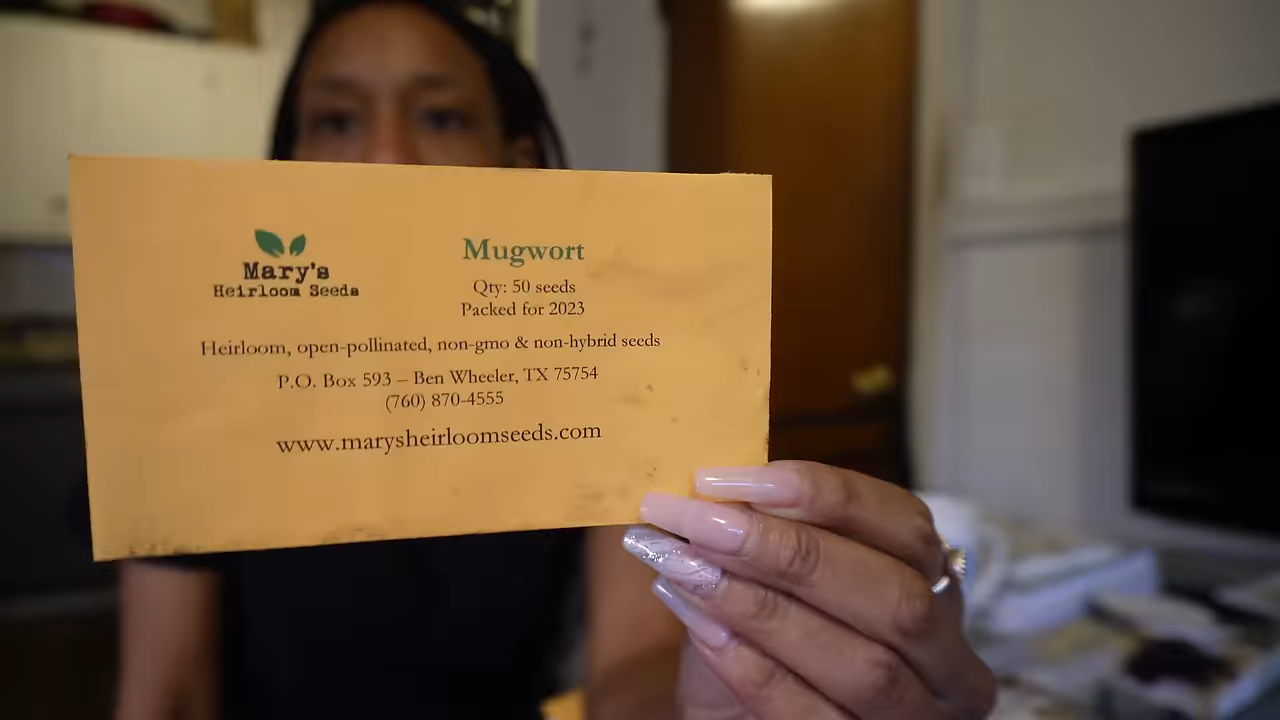 Mary's
Heirloom Seeds
Mugwort
Qty: 50 seeds
Packed for 2023
Heirloom, open-pollinated, non-gmo & non-hybrid seeds
P.O. Box 593 – Ben Wheeler, TX 75754
(760) 870-4555
www.marysheirloomseeds.com